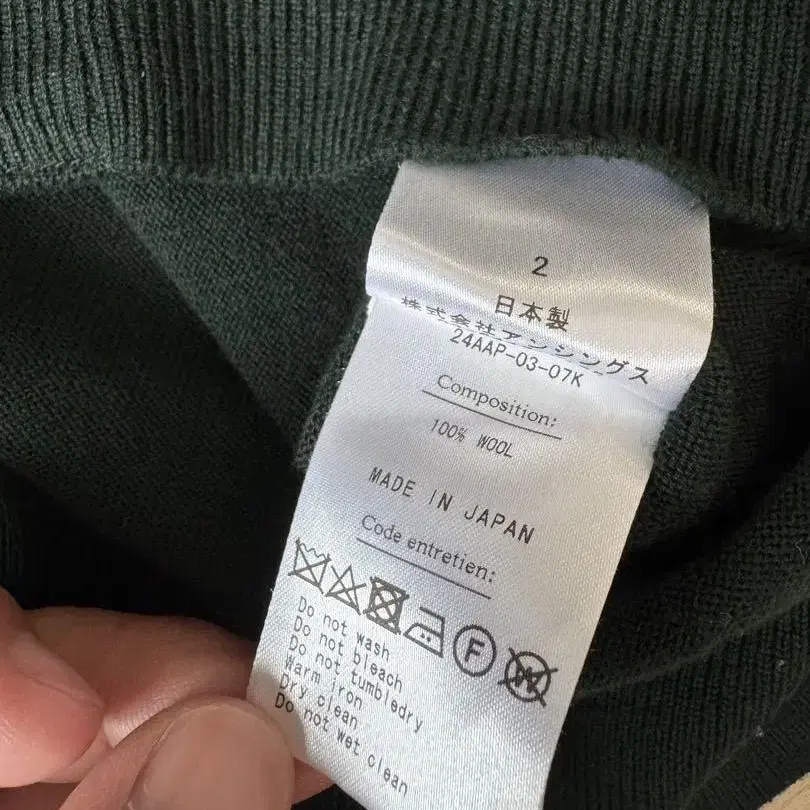 2
日本製
株式会社アンシングス
24AAP-03-07K
Composition:
100% WOOL
MADE IN JAPAN
Code entretien:
F W
Do not wash
Do not bleach
Do not tumbledry
Warm iron
Dry clean
Do not wet clean